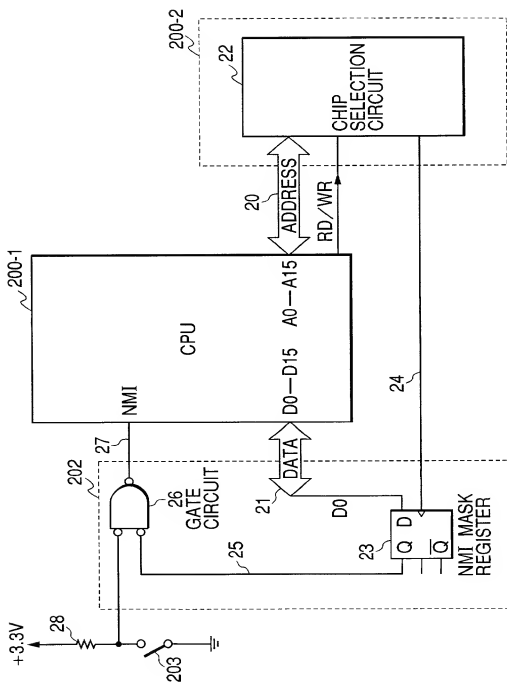 200-2
22
CHIP
SELECTION
CIRCUIT
20
ADDRESS
RD/WR
200-1
CPU
NMI
D0—D15
A0—A15
24
27
202
26
GATE
CIRCUIT
DATA
21
D0
25
23
Q
D
Q̅
NMI MASK
REGISTER
+3.3V
28
203